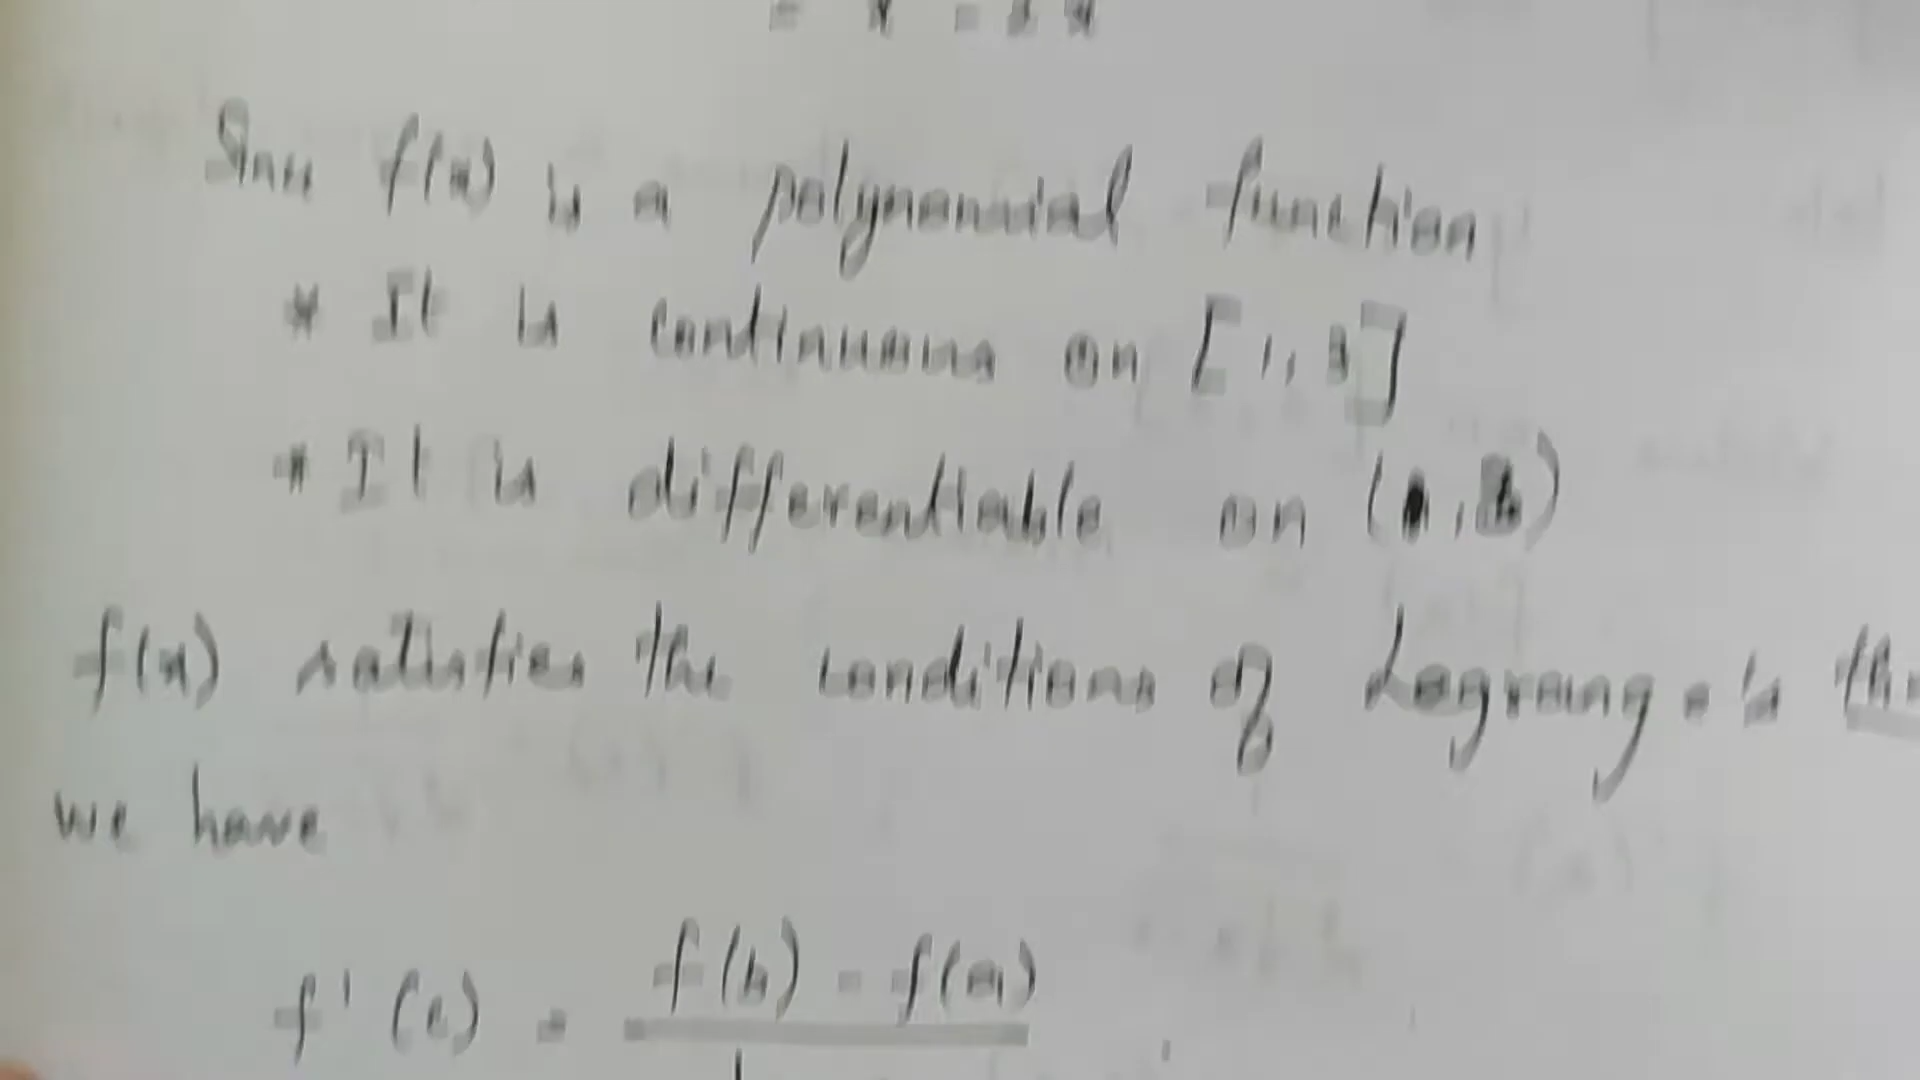 Since f(x) is a polynomial function
* It is continuous on [1, 3]
* It is differentiable on (1, 3)
f(x) satisfies the conditions of Lagrange's
we have
f'(c) = f(b) - f(a)